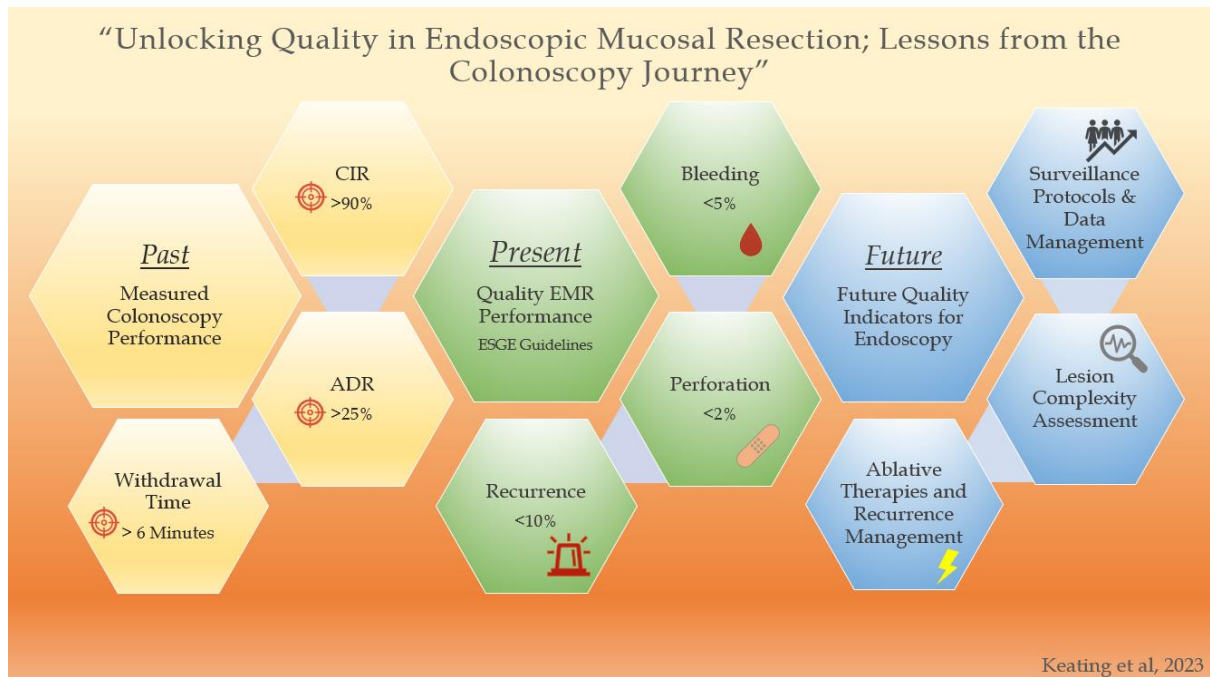 “Unlocking Quality in Endoscopic Mucosal Resection; Lessons from the
Colonoscopy Journey”
Past
Measured
Colonoscopy
Performance
CIR
>90%
ADR
>25%
Withdrawal
Time
> 6 Minutes
Present
Quality EMR
Performance
ESGE Guidelines
Bleeding
<5%
Perforation
<2%
Recurrence
<10%
Future
Future Quality
Indicators for
Endoscopy
Surveillance
Protocols &
Data
Management
Lesion
Complexity
Assessment
Ablative
Therapies and
Recurrence
Management
Keating et al, 2023